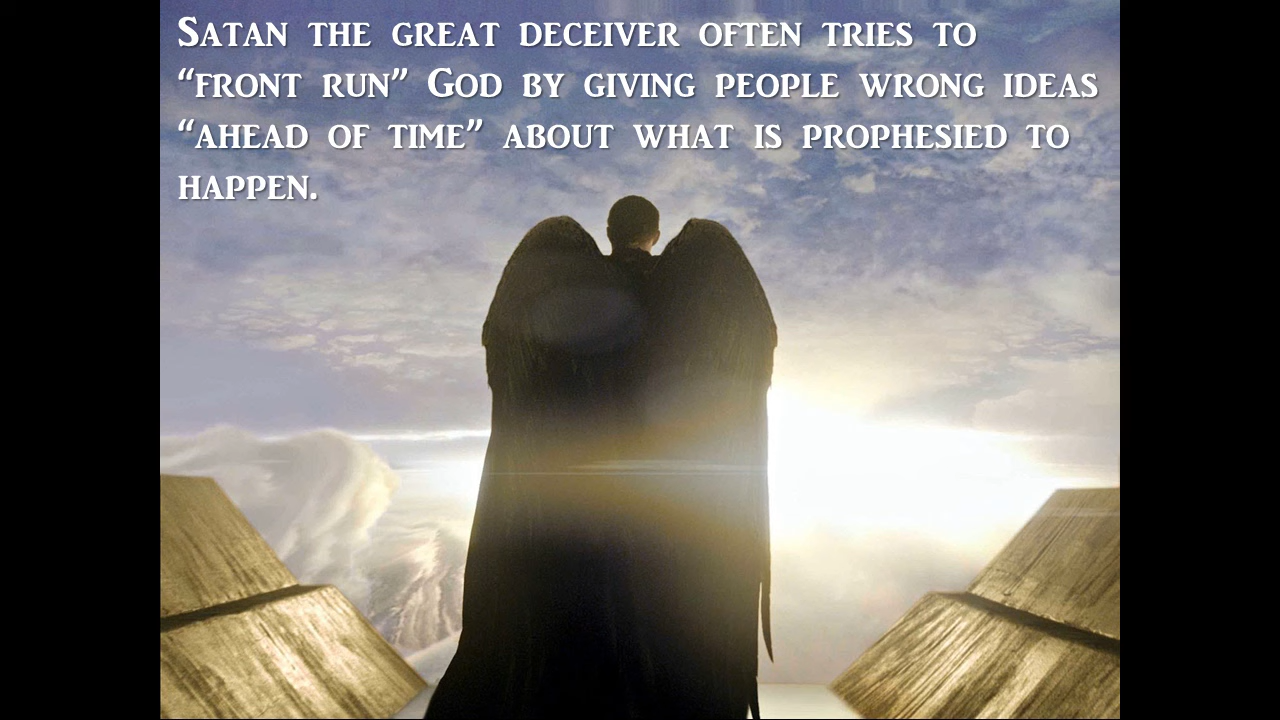 Satan the great deceiver often tries to
“front run” God by giving people wrong ideas
“ahead of time” about what is prophesied to
happen.